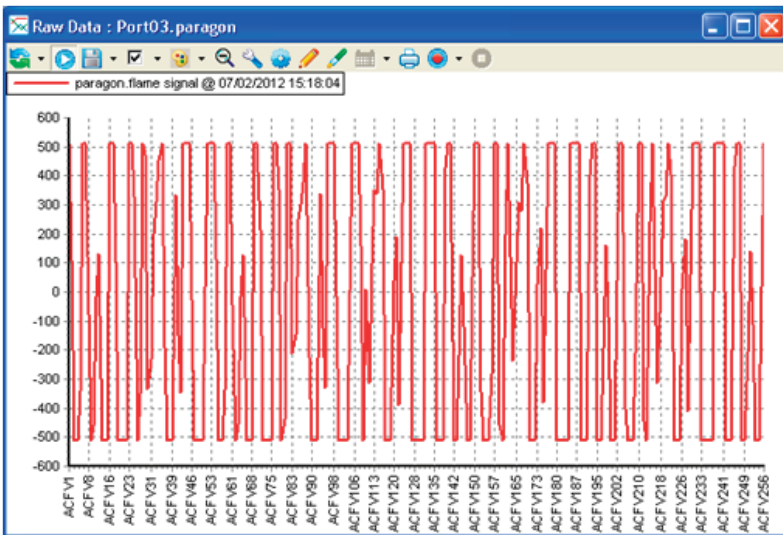 Raw Data : Port03.paragon
paragon.flame signal @ 07/02/2012 15:18:04
600
500
400
300
200
100
0
-100
-200
-300
-400
-500
-600
ACFV1
ACFV8
ACFV16
ACFV23
ACFV31
ACFV39
ACFV46
ACFV53
ACFV61
ACFV68
ACFV75
ACFV83
ACFV90
ACFV98
ACFV106
ACFV113
ACFV120
ACFV128
ACFV135
ACFV142
ACFV150
ACFV157
ACFV165
ACFV173
ACFV180
ACFV187
ACFV195
ACFV202
ACFV210
ACFV218
ACFV226
ACFV233
ACFV241
ACFV249
ACFV256